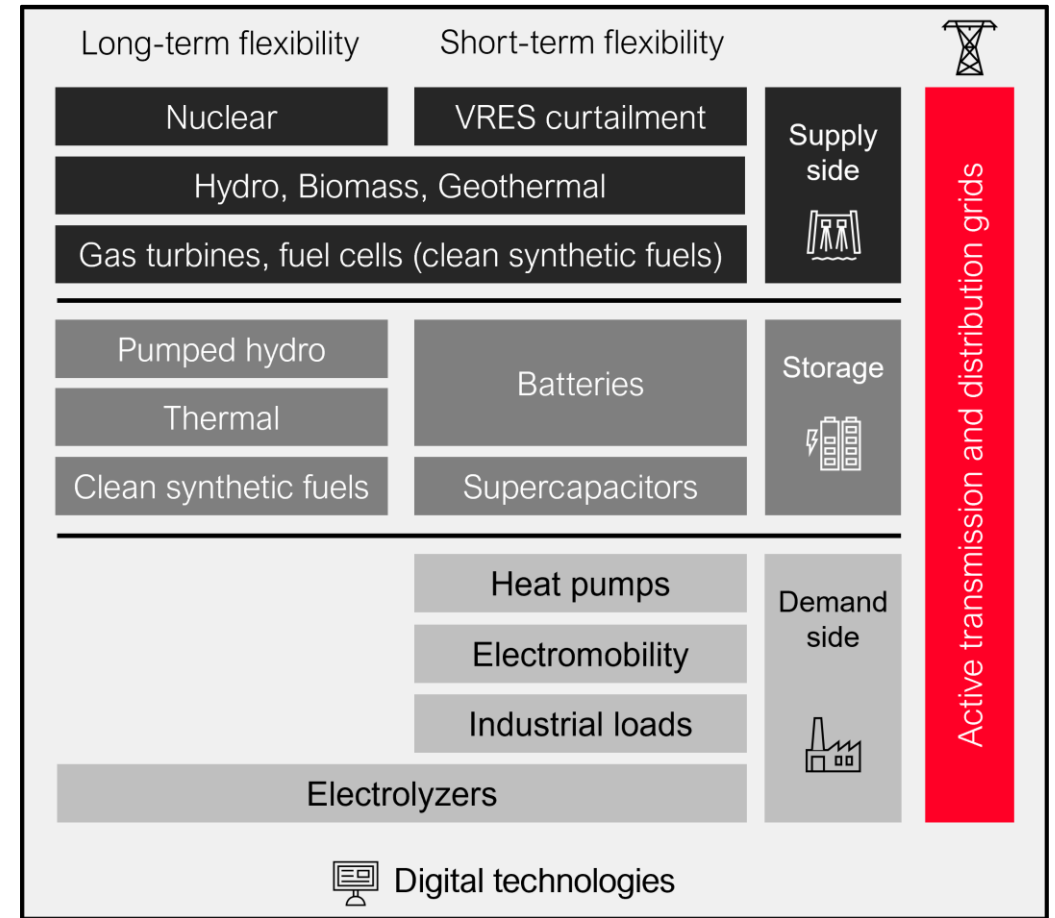 Long-term flexibility
Short-term flexibility
Nuclear
VRES curtailment
Supply
side
Hydro, Biomass, Geothermal
Gas turbines, fuel cells (clean synthetic fuels)
Pumped hydro
Batteries
Storage
Thermal
Clean synthetic fuels
Supercapacitors
Heat pumps
Demand
side
Electromobility
Industrial loads
Electrolyzers
Active transmission and distribution grids
Digital technologies